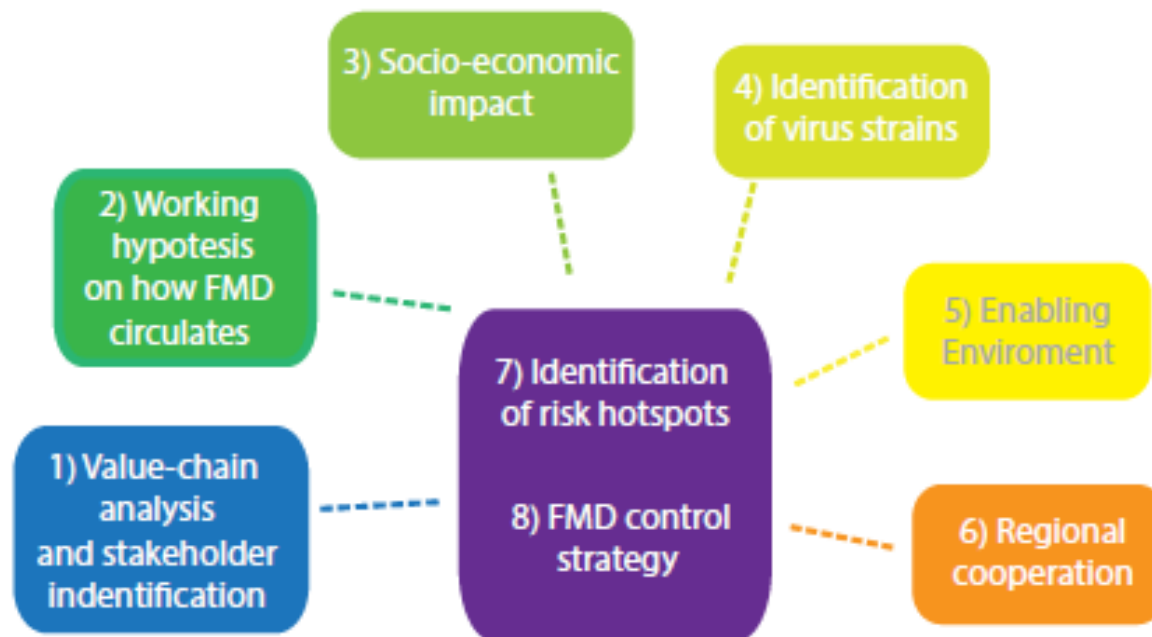 1) Value-chain
analysis
and stakeholder
indentification
2) Working
hypotesis
on how FMD
circulates
3) Socio-economic
impact
4) Identification
of virus strains
5) Enabling
Enviroment
6) Regional
cooperation
7) Identification
of risk hotspots
8) FMD control
strategy